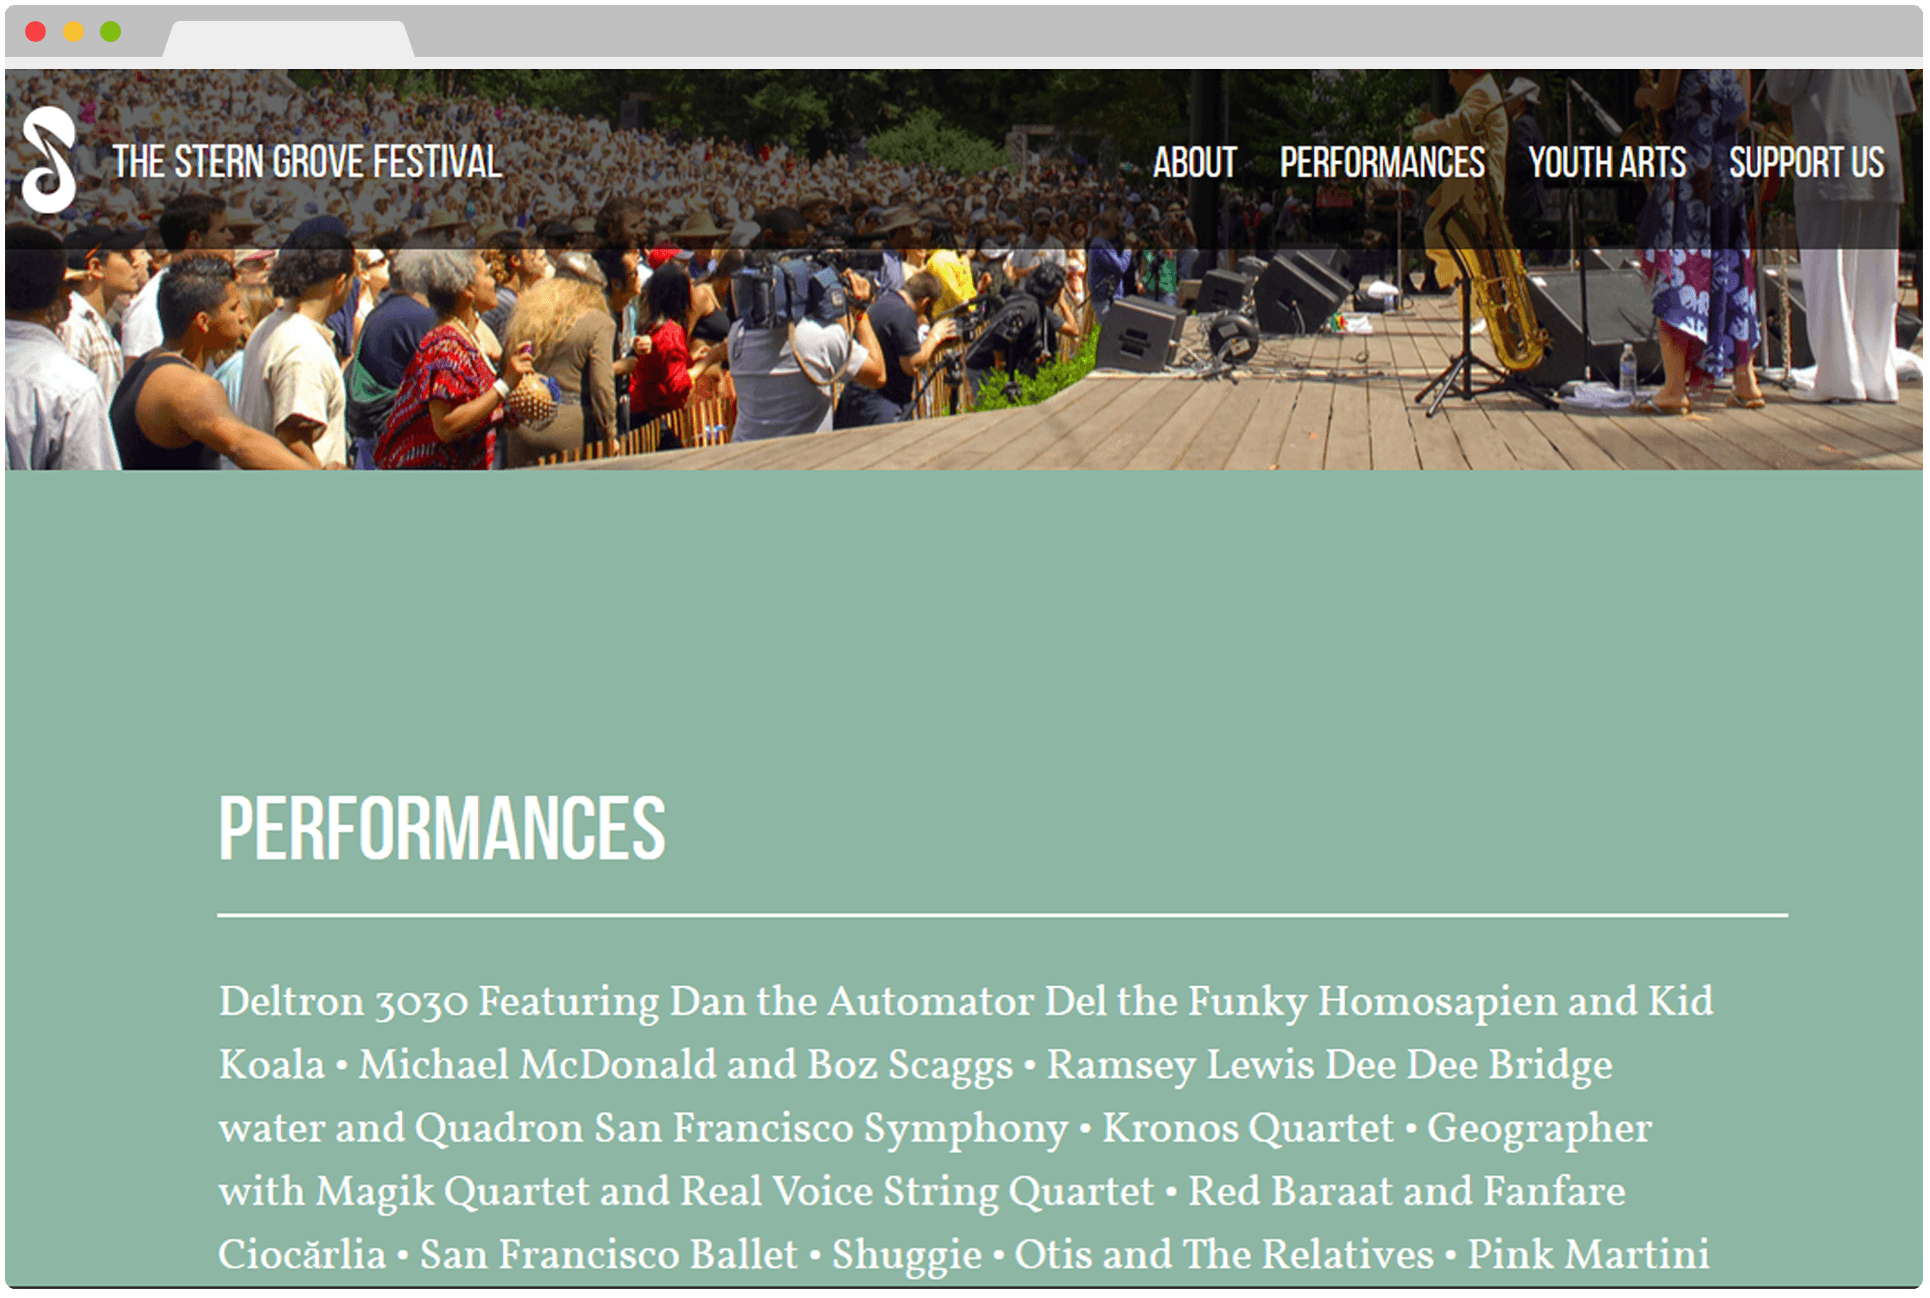 THE STERN GROVE FESTIVAL
ABOUT PERFORMANCES YOUTH ARTS SUPPORT US
PERFORMANCES
Deltron 3030 Featuring Dan the Automator Del the Funky Homosapien and Kid
Koala • Michael McDonald and Boz Scaggs • Ramsey Lewis Dee Dee Bridge
water and Quadron San Francisco Symphony • Kronos Quartet • Geographer
with Magik Quartet and Real Voice String Quartet • Red Baraat and Fanfare
Ciocărlia • San Francisco Ballet • Shuggie • Otis and The Relatives • Pink Martini